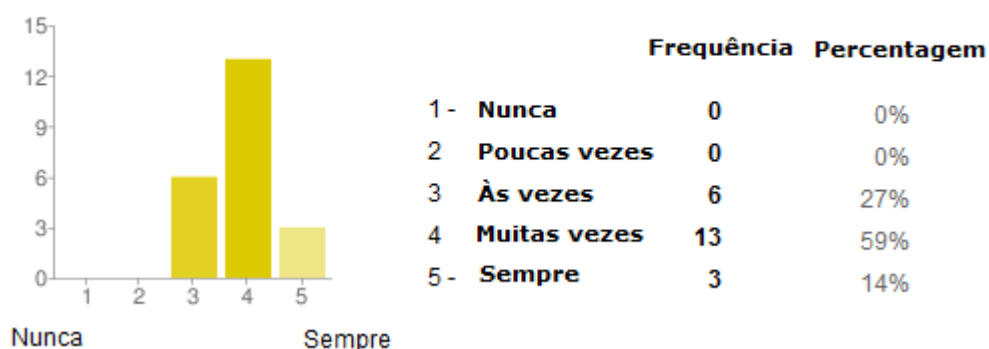 15
12
9
6
3
0
1 2 3 4 5
Nunca Sempre
Frequência Percentagem
1 - Nunca 0 0%
2 Poucas vezes 0 0%
3 Às vezes 6 27%
4 Muitas vezes 13 59%
5 - Sempre 3 14%